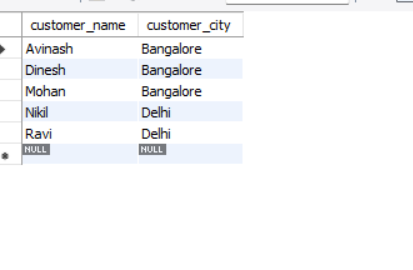 customer_name customer_city
Avinash Bangalore
Dinesh Bangalore
Mohan Bangalore
Nikil Delhi
Ravi Delhi
NULL NULL